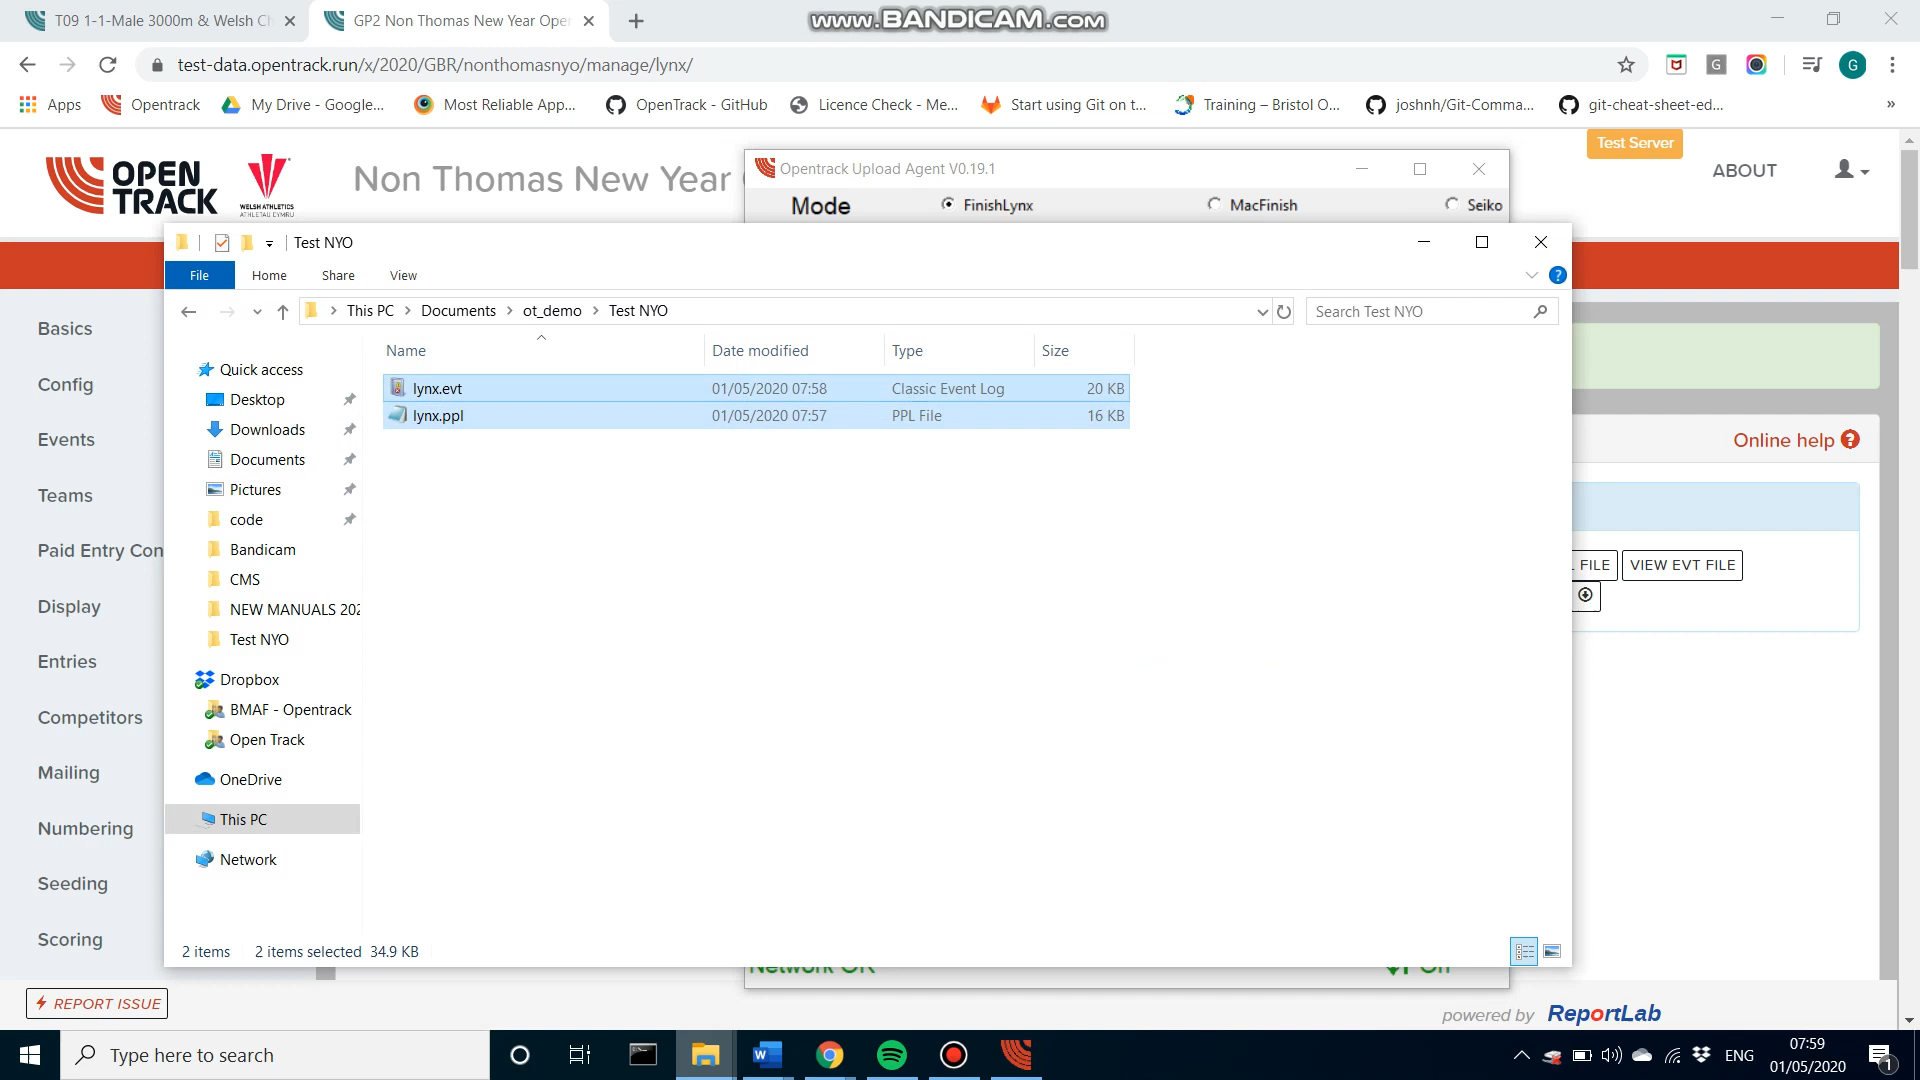 T09 1-1-Male 3000m & Welsh Ch
GP2 Non Thomas New Year Oper
www.BANDICAM.com
test-data.opentrack.run/x/2020/GBR/nonthomasnyo/manage/lynx/
G
G
Apps
Opentrack
My Drive - Google...
Most Reliable App...
OpenTrack - GitHub
Licence Check - Me...
Start using Git on t...
Training – Bristol O...
joshnh/Git-Comma...
git-cheat-sheet-ed...
»
OPEN TRACK
WELSH ATHLETICS
ATHLETAU CYMRU
Non Thomas New Year
Test Server
ABOUT
Opentrack Upload Agent V0.19.1
Mode
FinishLynx
MacFinish
Seiko
Test NYO
File
Home
Share
View
This PC > Documents > ot_demo > Test NYO
Search Test NYO
Name
Date modified
Type
Size
lynx.evt
01/05/2020 07:58
Classic Event Log
20 KB
lynx.ppl
01/05/2020 07:57
PPL File
16 KB
Quick access
Desktop
Downloads
Documents
Pictures
code
Bandicam
CMS
NEW MANUALS 202
Test NYO
Dropbox
BMAF - Opentrack
Open Track
OneDrive
This PC
Network
2 items
2 items selected 34.9 KB
Basics
Config
Events
Teams
Paid Entry Con
Display
Entries
Competitors
Mailing
Numbering
Seeding
Scoring
Online help
FILE
VIEW EVT FILE
Network OK
On
REPORT ISSUE
powered by ReportLab
Type here to search
ENG
07:59
01/05/2020
1